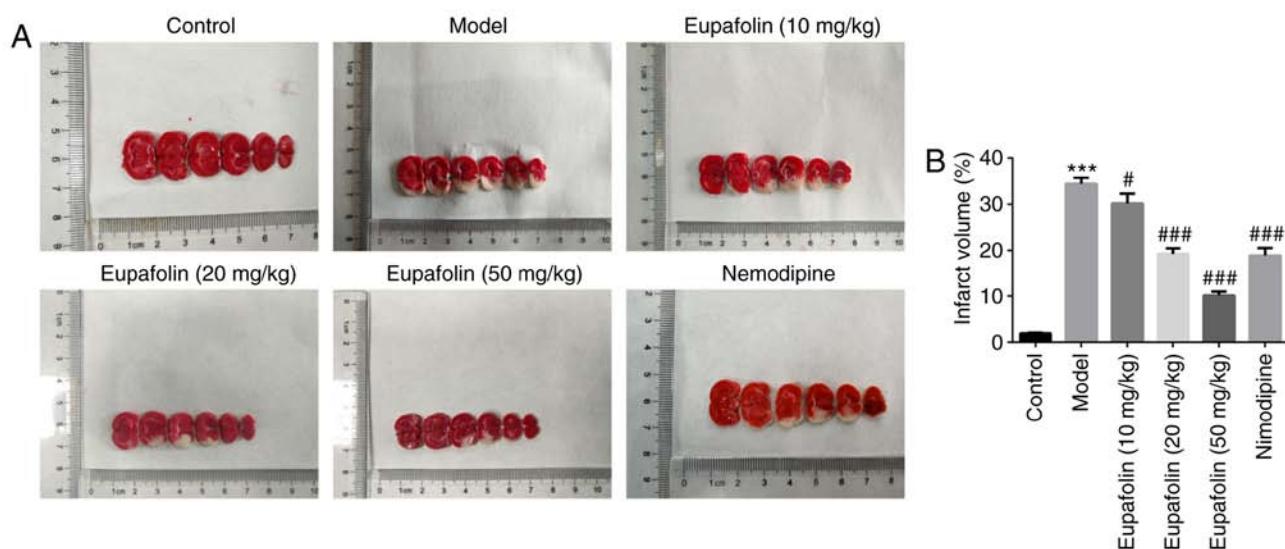 A
Control
Model
Eupafolin (10 mg/kg)
Eupafolin (20 mg/kg)
Eupafolin (50 mg/kg)
Nemodipine
B
Infarct volume (%)
40
30
20
10
0
***
#
###
###
###
Control
Model
Eupafolin (10 mg/kg)
Eupafolin (20 mg/kg)
Eupafolin (50 mg/kg)
Nimodipine